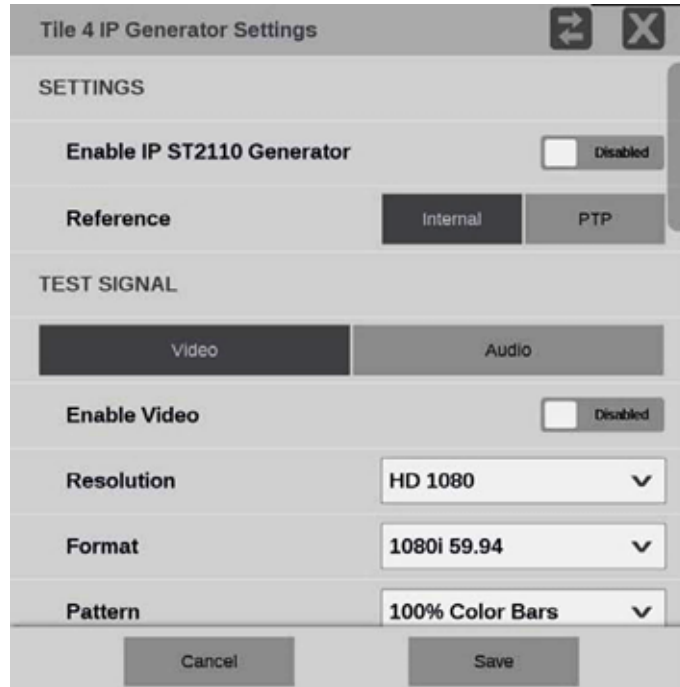 Tile 4 IP Generator Settings
SETTINGS
Enable IP ST2110 Generator Disabled
Reference Internal PTP
TEST SIGNAL
Video Audio
Enable Video Disabled
Resolution HD 1080
Format 1080i 59.94
Pattern 100% Color Bars
Cancel Save